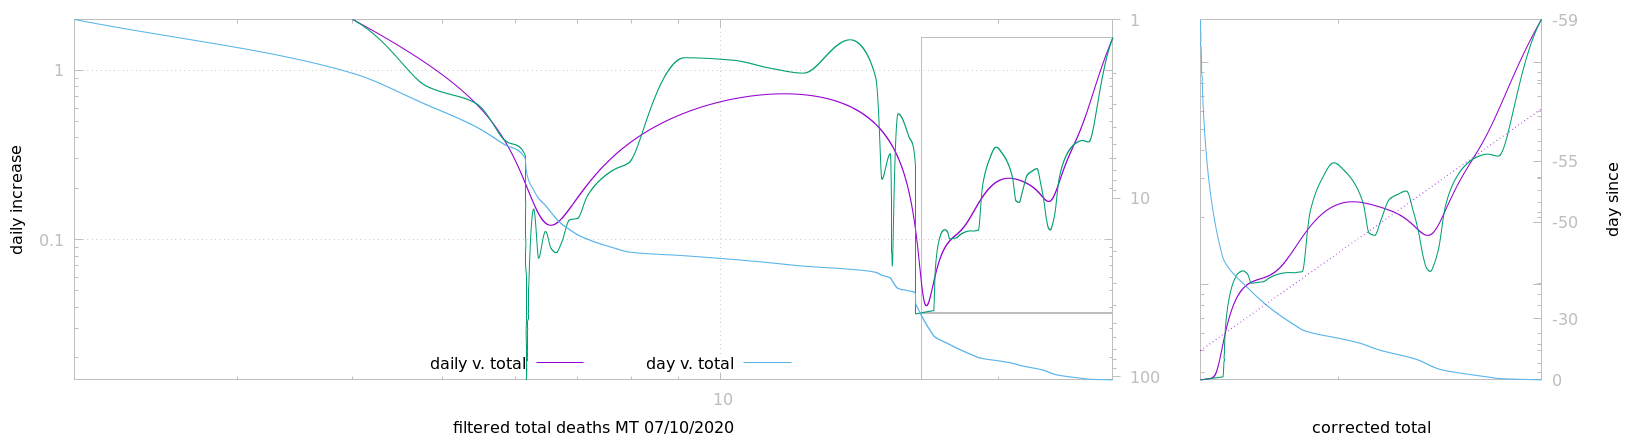 daily increase
1
0.1
daily v. total
day v. total
10
filtered total deaths MT 07/10/2020
1
10
100
-59
-55
-50
-30
0
day since
corrected total